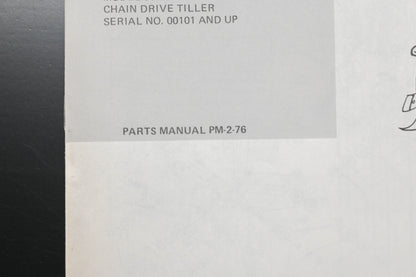 CHAIN DRIVE TILLER
SERIAL NO. 00101 AND UP
PARTS MANUAL PM-2-76